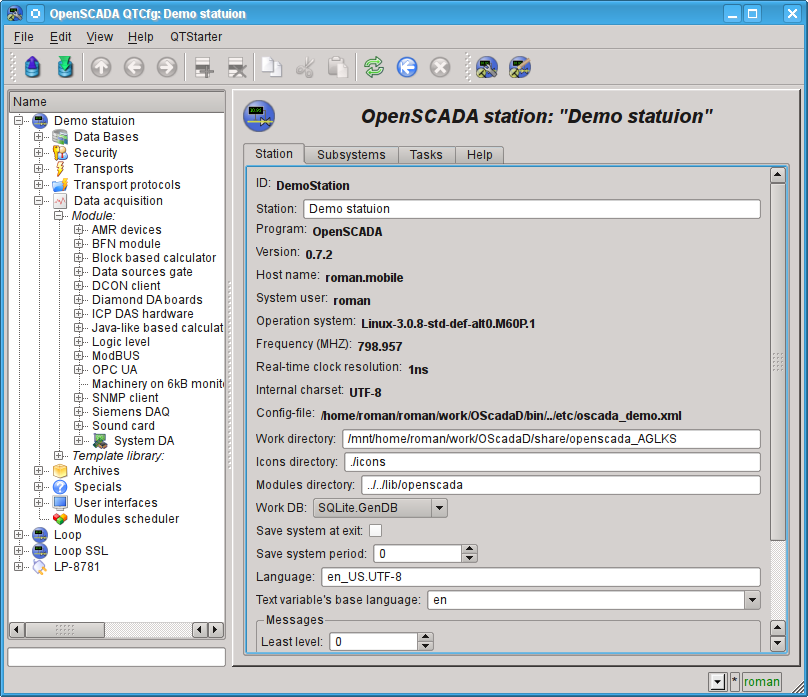 OpenSCADA QTCfg: Demo statuion
File Edit View Help QTStarter
Name
Demo statuion
Data Bases
Security
Transports
Transport protocols
Data acquisition
Module:
AMR devices
BFN module
Block based calculator
Data sources gate
DCON client
Diamond DA boards
ICP DAS hardware
Java-like based calculat
Logic level
ModBUS
OPC UA
Machinery on 6kB monit
SNMP client
Siemens DAQ
Sound card
System DA
Template library:
Archives
Specials
User interfaces
Modules scheduler
Loop
Loop SSL
LP-8781
OpenSCADA station: "Demo statuion"
Station Subsystems Tasks Help
ID: DemoStation
Station: Demo statuion
Program: OpenSCADA
Version: 0.7.2
Host name: roman.mobile
System user: roman
Operation system: Linux-3.0.8-std-def-alt0.M60P.1
Frequency (MHZ): 798.957
Real-time clock resolution: 1ns
Internal charset: UTF-8
Config-file: /home/roman/roman/work/OScadaD/bin/../etc/oscada_demo.xml
Work directory: /mnt/home/roman/work/OScadaD/share/openscada_AGLKS
Icons directory: ./icons
Modules directory: ../../lib/openscada
Work DB: SQLite.GenDB
Save system at exit:
Save system period: 0
Language: en_US.UTF-8
Text variable's base language: en
Messages
Least level: 0
* roman